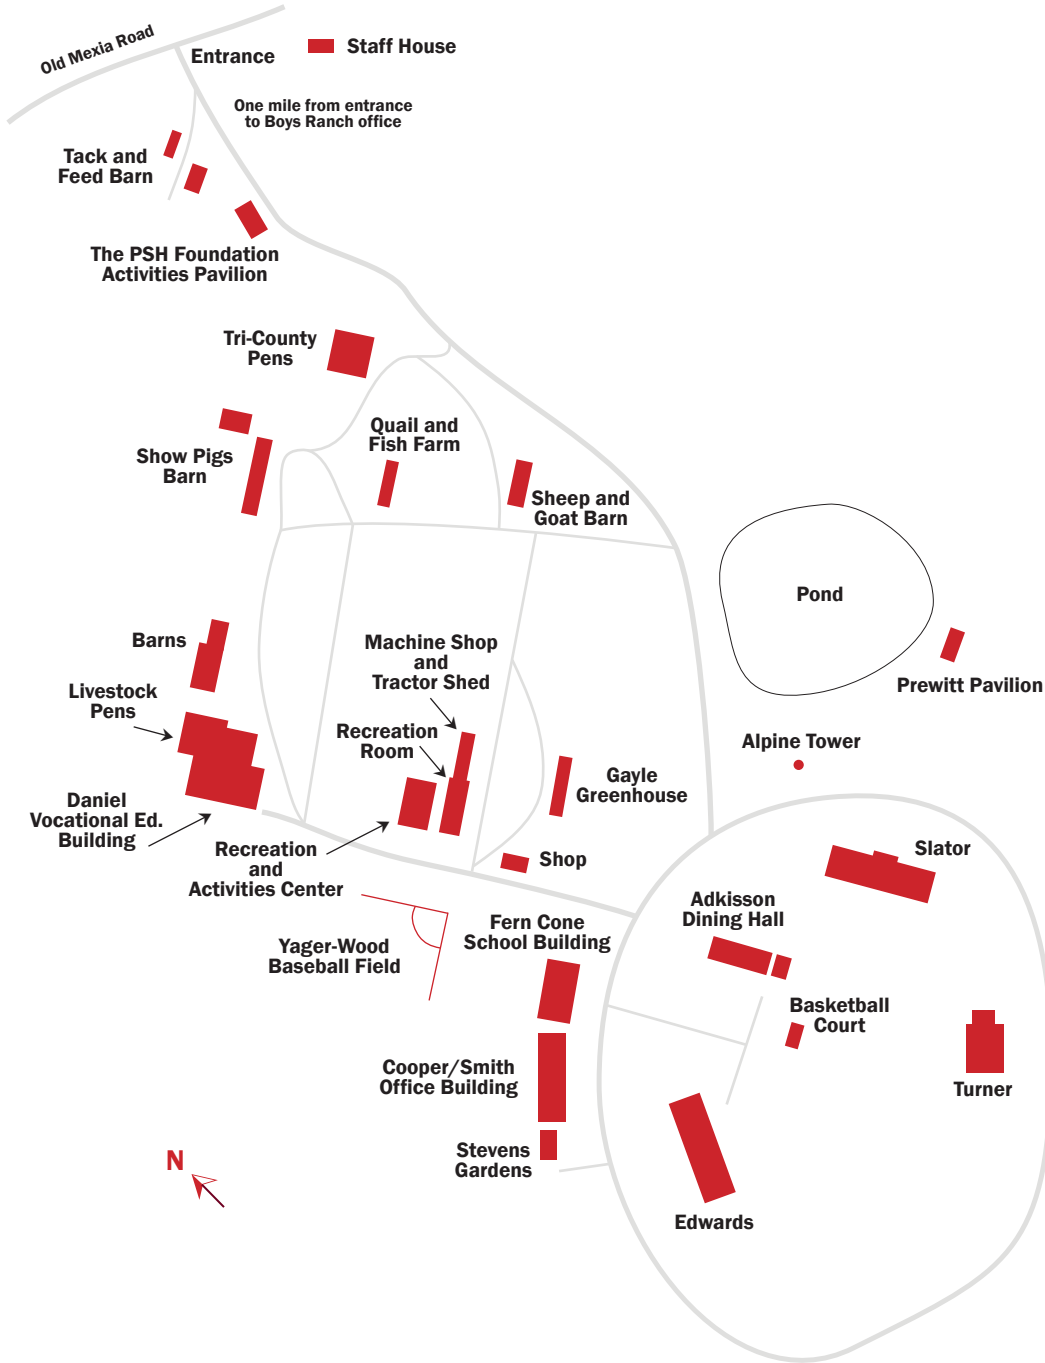 Old Mexia Road
Entrance
Staff House
One mile from entrance
to Boys Ranch office
Tack and
Feed Barn
The PSH Foundation
Activities Pavilion
Tri-County
Pens
Quail and
Fish Farm
Show Pigs
Barn
Sheep and
Goat Barn
Pond
Barns
Machine Shop
and
Tractor Shed
Prewitt Pavilion
Livestock
Pens
Recreation
Room
Alpine Tower
Gayle
Greenhouse
Daniel
Vocational Ed.
Building
Recreation
and
Activities Center
Shop
Slator
Adkisson
Dining Hall
Fern Cone
School Building
Yager-Wood
Baseball Field
Basketball
Court
Cooper/Smith
Office Building
Turner
Stevens
Gardens
N
Edwards